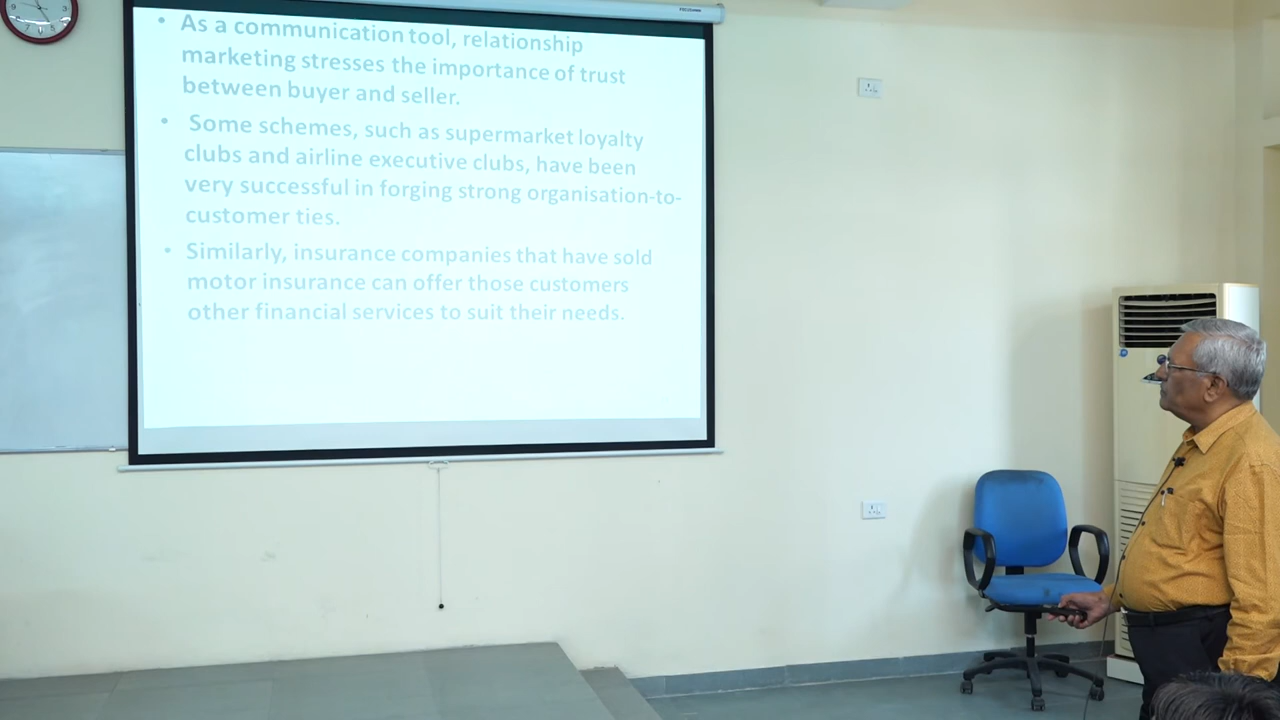 • As a communication tool, relationship
marketing stresses the importance of trust
between buyer and seller.
• Some schemes, such as supermarket loyalty
clubs and airline executive clubs, have been
very successful in forging strong organisation-to-
customer ties.
• Similarly, insurance companies that have sold
motor insurance can offer those customers
other financial services to suit their needs.